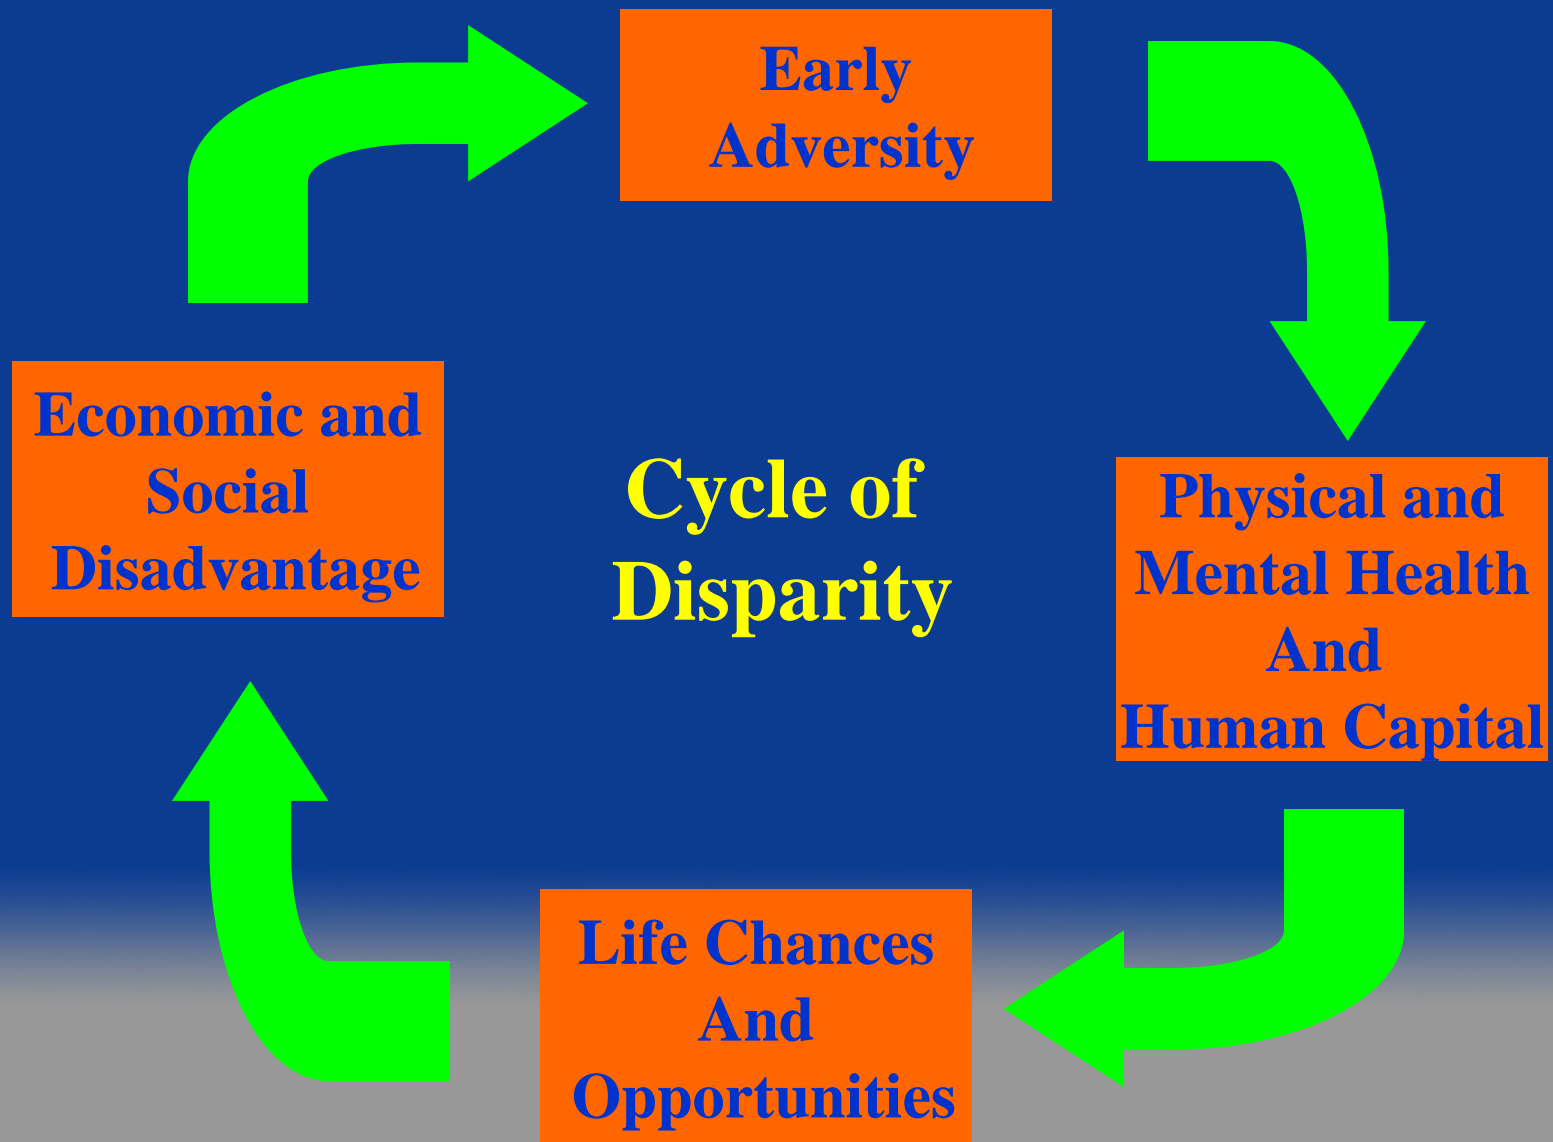 Early
Adversity
Economic and
Social
Disadvantage
Cycle of
Disparity
Physical and
Mental Health
And
Human Capital
Life Chances
And
Opportunities